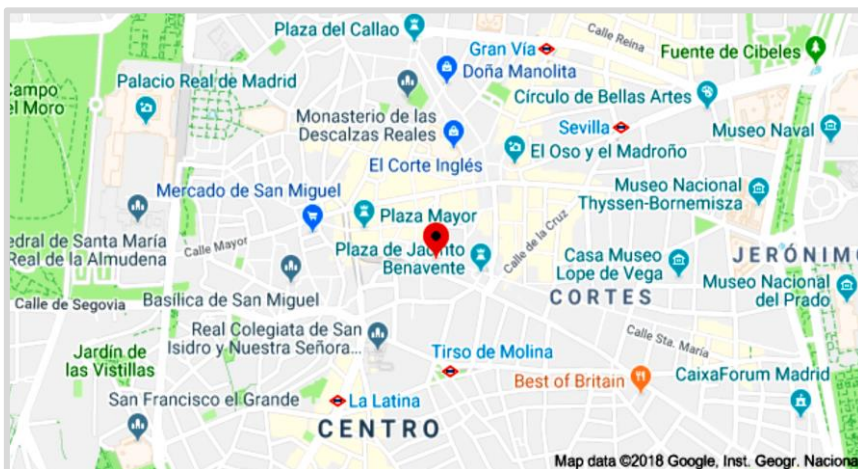 Plaza del Callao
Calle Reina
Gran Vía
Fuente de Cibeles
Campo
el Moro
Palacio Real de Madrid
Doña Manolita
Círculo de Bellas Artes
Monasterio de las
Descalzas Reales
Sevilla
Museo Naval
El Corte Inglés
El Oso y el Madroño
Mercado de San Miguel
Museo Nacional
Thyssen-Bornemisza
Plaza Mayor
Calle de la Cruz
edral de Santa María
Real de la Almudena
Calle Mayor
Plaza de Jacinto
Benavente
Casa Museo
Lope de Vega
JERÓNIMO
Basílica de San Miguel
CORTES
Museo Nacional
del Prado
Calle de Segovia
Real Colegiata de San
Isidro y Nuestra Señora...
Calle Sta. María
Jardín de
las Vistillas
Tirso de Molina
Best of Britain
CaixaForum Madrid
San Francisco el Grande
La Latina
CENTRO
Map data ©2018 Google, Inst. Geogr. Naciona